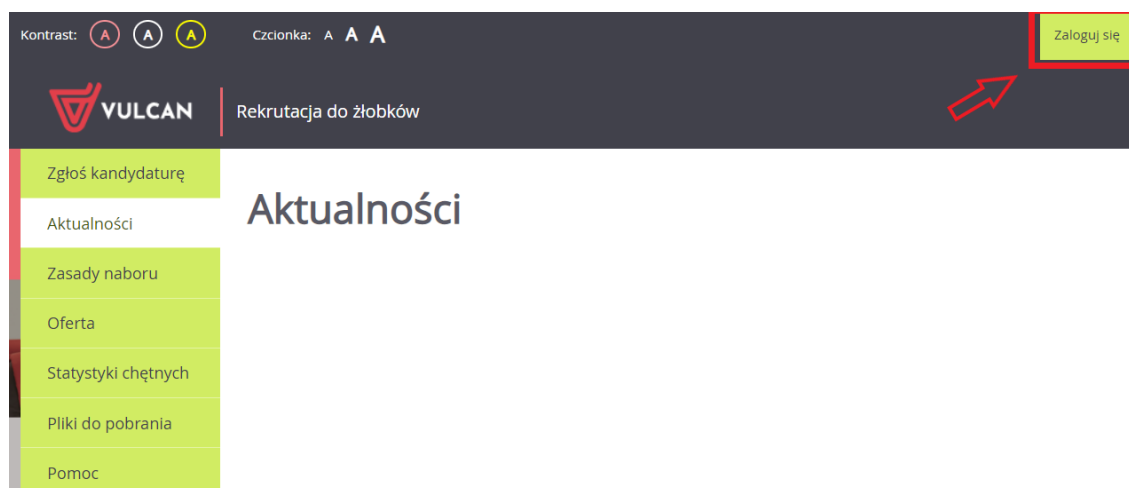 Kontrast: A A A Czcionka: A A A Zaloguj się
VULCAN Rekrutacja do żłobków
Zgłoś kandydaturę
Aktualności
Aktualności
Zasady naboru
Oferta
Statystyki chętnych
Pliki do pobrania
Pomoc